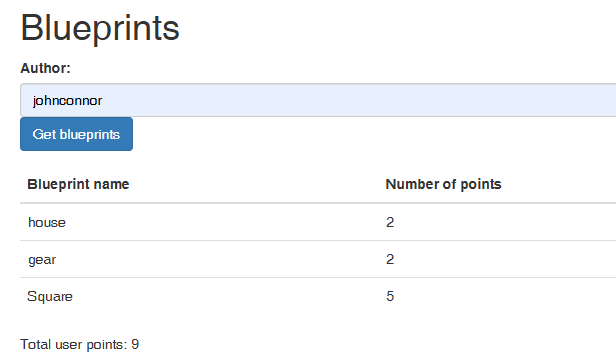 Blueprints
Author:
johnconnor
Get blueprints
Blueprint name Number of points
house 2
gear 2
Square 5
Total user points: 9